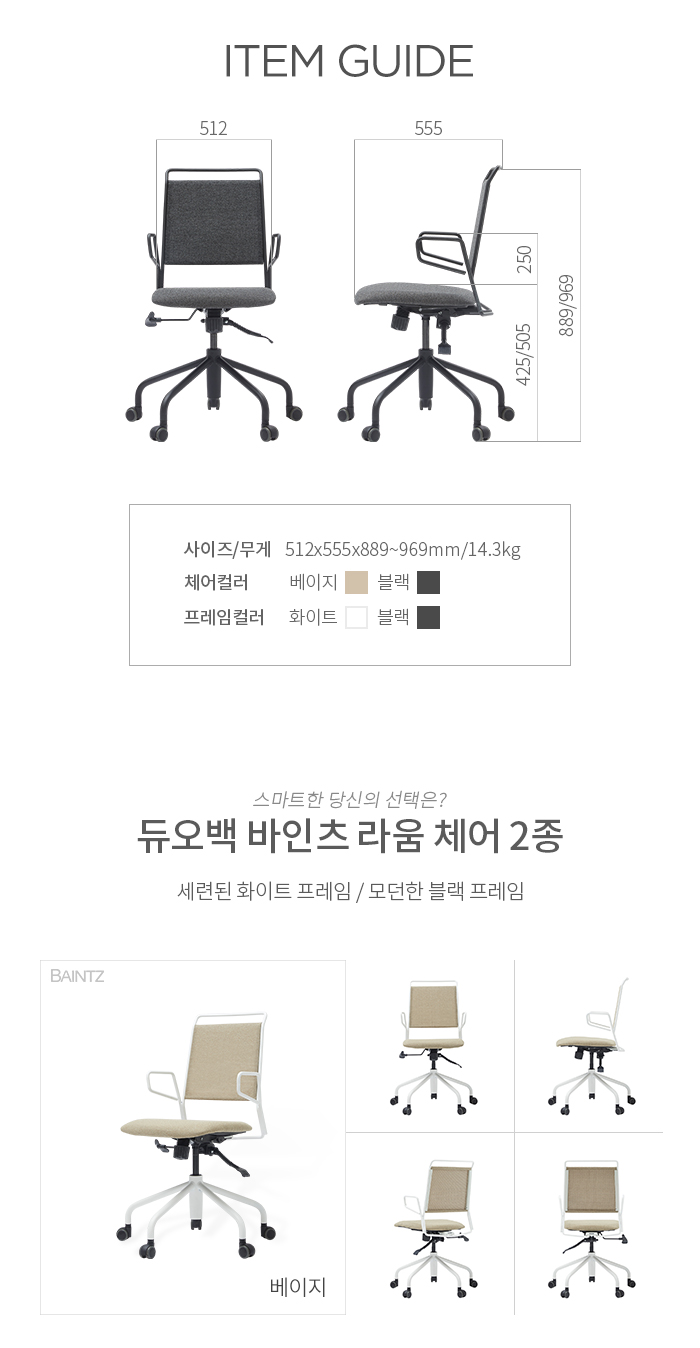 ITEM GUIDE
512
555
250
889/969
425/505
사이즈/무게 512x555x889~969mm/14.3kg
체어컬러 베이지 블랙
프레임컬러 화이트 블랙
스마트한 당신의 선택은?
듀오백 바인츠 라움 체어 2종
세련된 화이트 프레임 / 모던한 블랙 프레임
BAINTZ
베이지